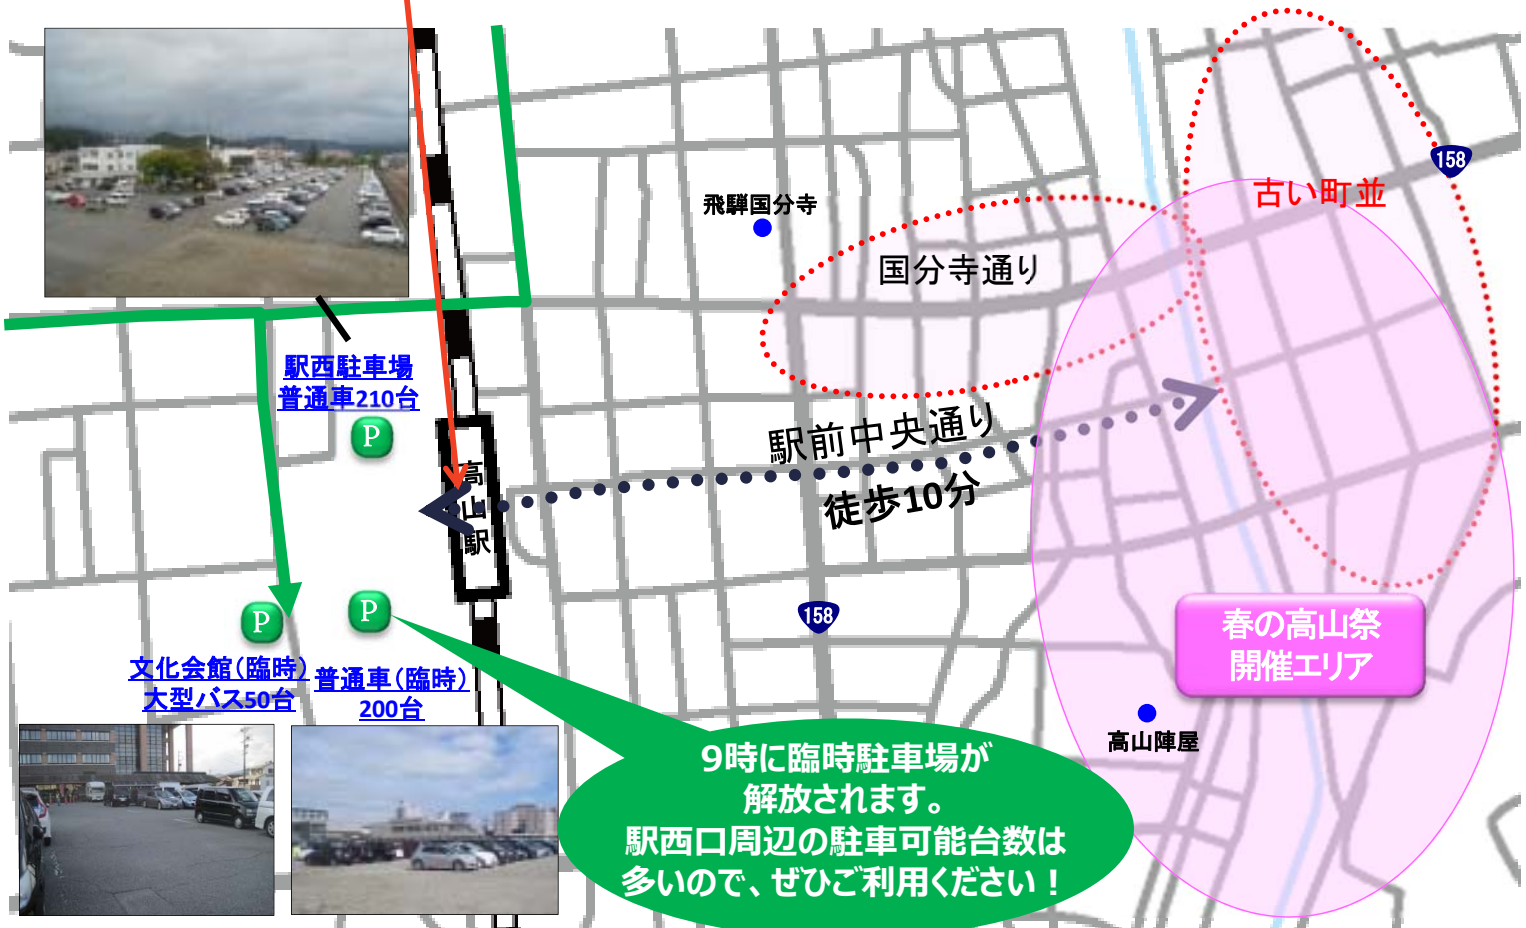 158
古い町並
飛騨国分寺
国分寺通り
駅西駐車場
普通車210台
P
駅前中央通り
徒歩10分
高山駅
P
P
158
文化会館(臨時)
大型バス50台
普通車(臨時)
200台
春の高山祭
開催エリア
高山陣屋
9時に臨時駐車場が
解放されます。
駅西口周辺の駐車可能台数は
多いので、ぜひご利用ください！